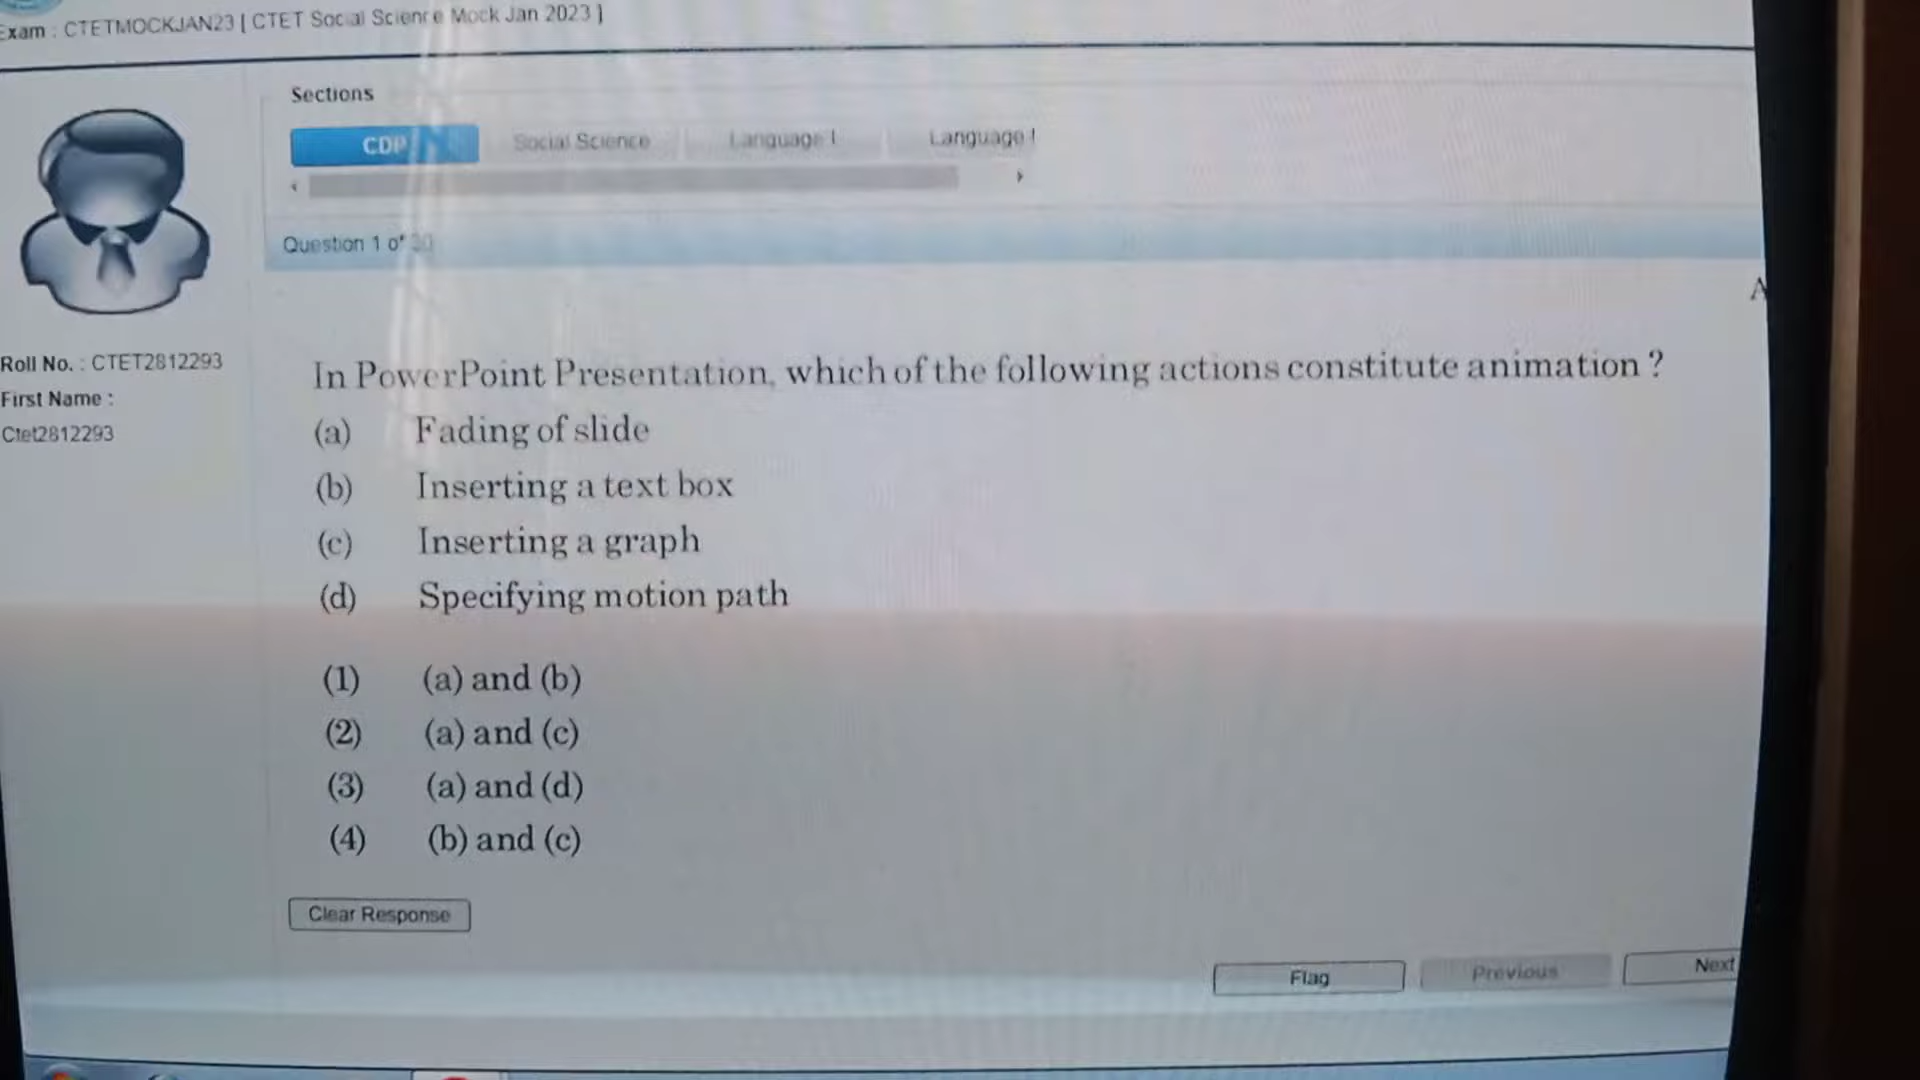 Exam : CTETMOCKJAN23 [ CTET Social Science Mock Jan 2023 ]
Sections
CDP Social Science Language I Language I
Question 1 of 30
A
Roll No. : CTET2812293
First Name :
Ctet2812293
In PowerPoint Presentation, which of the following actions constitute animation ?
(a) Fading of slide
(b) Inserting a text box
(c) Inserting a graph
(d) Specifying motion path
(1) (a) and (b)
(2) (a) and (c)
(3) (a) and (d)
(4) (b) and (c)
Clear Response
Flag Previous Next